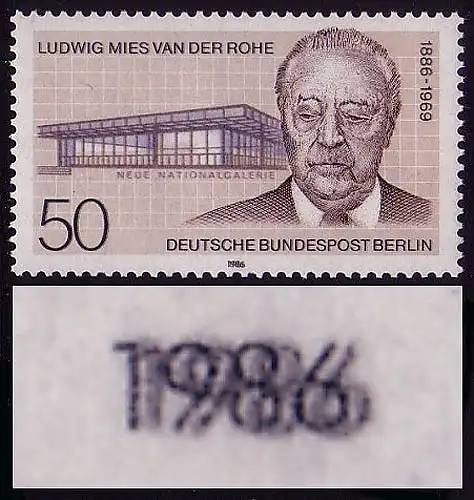 LUDWIG MIES VAN DER ROHE
1886-1969
NEUE NATIONALGALERIE
50
DEUTSCHE BUNDESPOST BERLIN
1986
1986